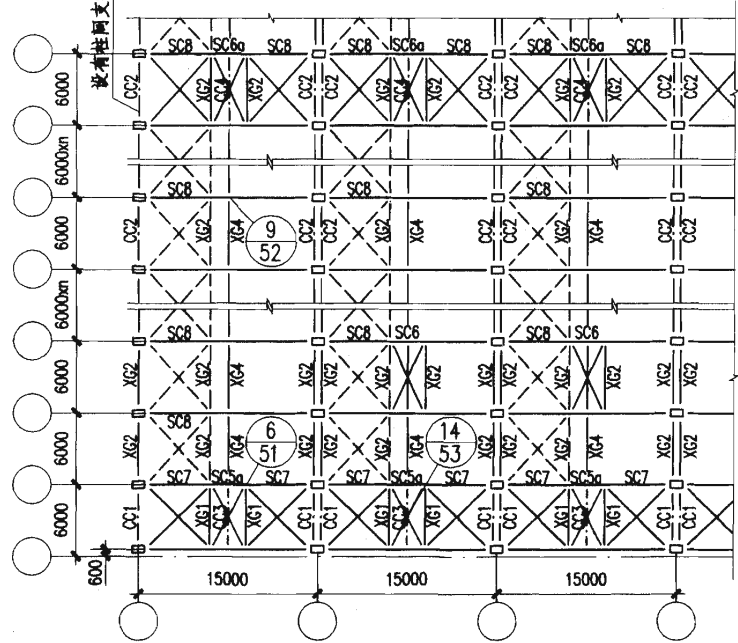 设有柱间支
SC8 SC6a SC8 SC8 SC6a SC8 SC8 SC6a SC8
6000 CC2 XG2 CC4 XG2 CC2 CC2 XG2 CC4 XG2 CC2 CC2 XG2 CC4 XG2 CC2 CC2
6000xn
SC8 SC8 SC8
6000 CC2 XG2 XG4 CC2 CC2 XG2 XG4 CC2 CC2 XG2 XG4 CC2 CC2
9
52
6000xn
SC8 SC8 SC6 SC8 SC6
6000 XG2 XG2 XG4 XG2 XG2 XG2 XG2 XG2 XG2 XG2 XG2 XG2 XG2
SC8
6000 XG2 XG2 XG4 XG2 XG2 XG2 XG4 XG2 XG2 XG2 XG4 XG2 XG2
6
51
14
53
SC7 SC5a SC7 SC7 SC5a SC7 SC7 SC5a SC7
6000 CC1 XG1 CC3 XG1 CC1 CC1 XG1 CC3 XG1 CC1 CC1 XG1 XG1 CC1 CC1
600
15000 15000 15000